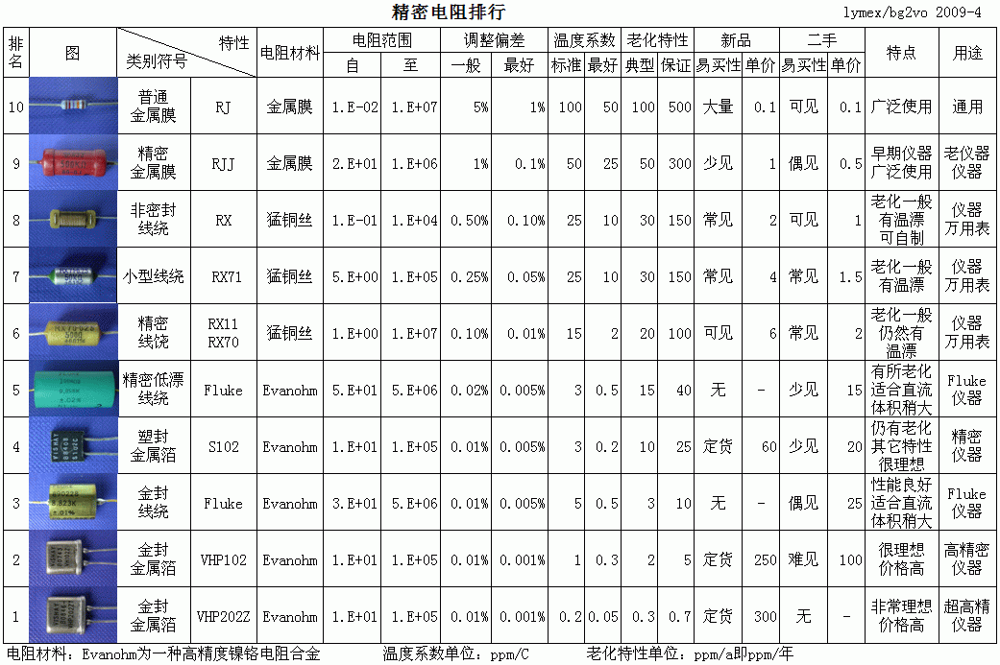 精密电阻排行
lymex/bg2vo 2009-4
排名 图 特性 类别符号 电阻材料 电阻范围 调整偏差 温度系数 老化特性 新品 二手 特点 用途
自 至 一般 最好 标准 最好 典型 保证 易买性 单价 易买性 单价
10 普通金属膜 RJ 金属膜 1.E-02 1.E+07 5% 1% 100 50 100 500 大量 0.1 可见 0.1 广泛使用 通用
9 精密金属膜 RJJ 金属膜 2.E+01 1.E+06 1% 0.1% 50 25 50 300 少见 1 偶见 0.5 早期仪器广泛使用 老仪器仪器
8 非密封线绕 RX 猛铜丝 1.E-01 1.E+04 0.50% 0.10% 25 10 30 150 常见 2 可见 1 老化一般有温漂可自制 仪器万用表
7 小型线绕 RX71 猛铜丝 5.E+00 1.E+05 0.25% 0.05% 25 10 30 150 常见 4 常见 1.5 老化一般有温漂 仪器万用表
6 精密线饶 RX11 RX70 猛铜丝 1.E+00 1.E+07 0.10% 0.01% 15 2 20 100 可见 6 常见 2 老化一般仍然有温漂 仪器万用表
5 精密低漂线绕 Fluke Evanohm 5.E+01 5.E+06 0.02% 0.005% 3 0.5 15 40 无 - 少见 15 有所老化适合直流体积稍大 Fluke仪器
4 塑封金属箔 S102 Evanohm 1.E+01 1.E+05 0.01% 0.005% 3 0.2 10 25 定货 60 少见 20 仍有老化其它特性很理想 精密仪器
3 金封线绕 Fluke Evanohm 3.E+01 5.E+06 0.01% 0.005% 5 0.5 3 10 无 - 偶见 25 性能良好适合直流体积稍大 Fluke仪器
2 金封金属箔 VHP102 Evanohm 1.E+01 1.E+05 0.01% 0.001% 1 0.3 2 5 定货 250 难见 100 很理想价格高 高精密仪器
1 金封金属箔 VHP202Z Evanohm 1.E+01 1.E+05 0.01% 0.001% 0.2 0.05 0.3 0.7 定货 300 无 - 非常理想价格高 超高精仪器
电阻材料：Evanohm为一种高精度镍铬电阻合金 温度系数单位：ppm/C 老化特性单位：ppm/a即ppm/年